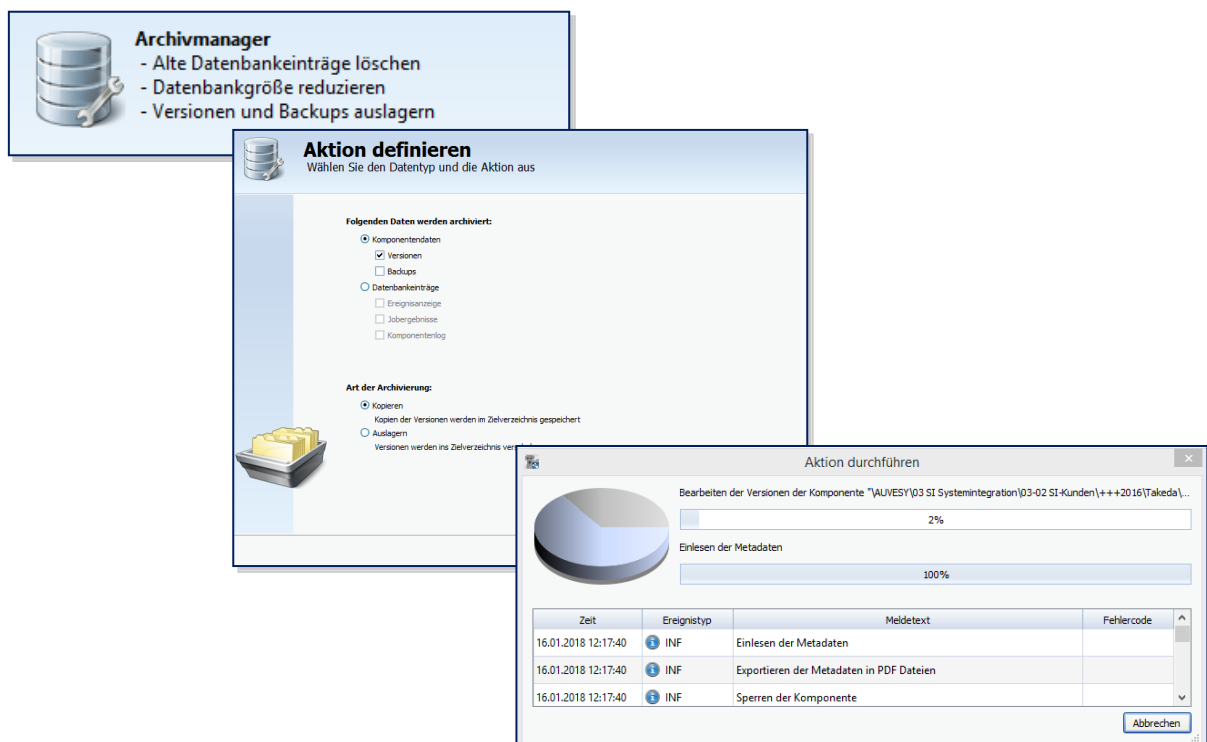 Archivmanager
- Alte Datenbankeinträge löschen
- Datenbankgröße reduzieren
- Versionen und Backups auslagern
Aktion definieren
Wählen Sie den Datentyp und die Aktion aus
Folgenden Daten werden archiviert:
Komponentendaten
Versionen
Backups
Datenbankeinträge
Ereignisanzeige
Jobergebnisse
Komponentenlog
Art der Archivierung:
Kopieren
Kopien der Versionen werden im Zielverzeichnis gespeichert
Auslagern
Versionen werden ins Zielverzeichnis
Aktion durchführen
Bearbeiten der Versionen der Komponente "\AUVESY\03 SI Systemintegration\03-02 SI-Kunden\+++2016\Takeda\...
2%
Einlesen der Metadaten
100%
Zeit Ereignistyp Meldetext Fehlercode
16.01.2018 12:17:40 INF Einlesen der Metadaten
16.01.2018 12:17:40 INF Exportieren der Metadaten in PDF Dateien
16.01.2018 12:17:40 INF Sperren der Komponente
Abbrechen